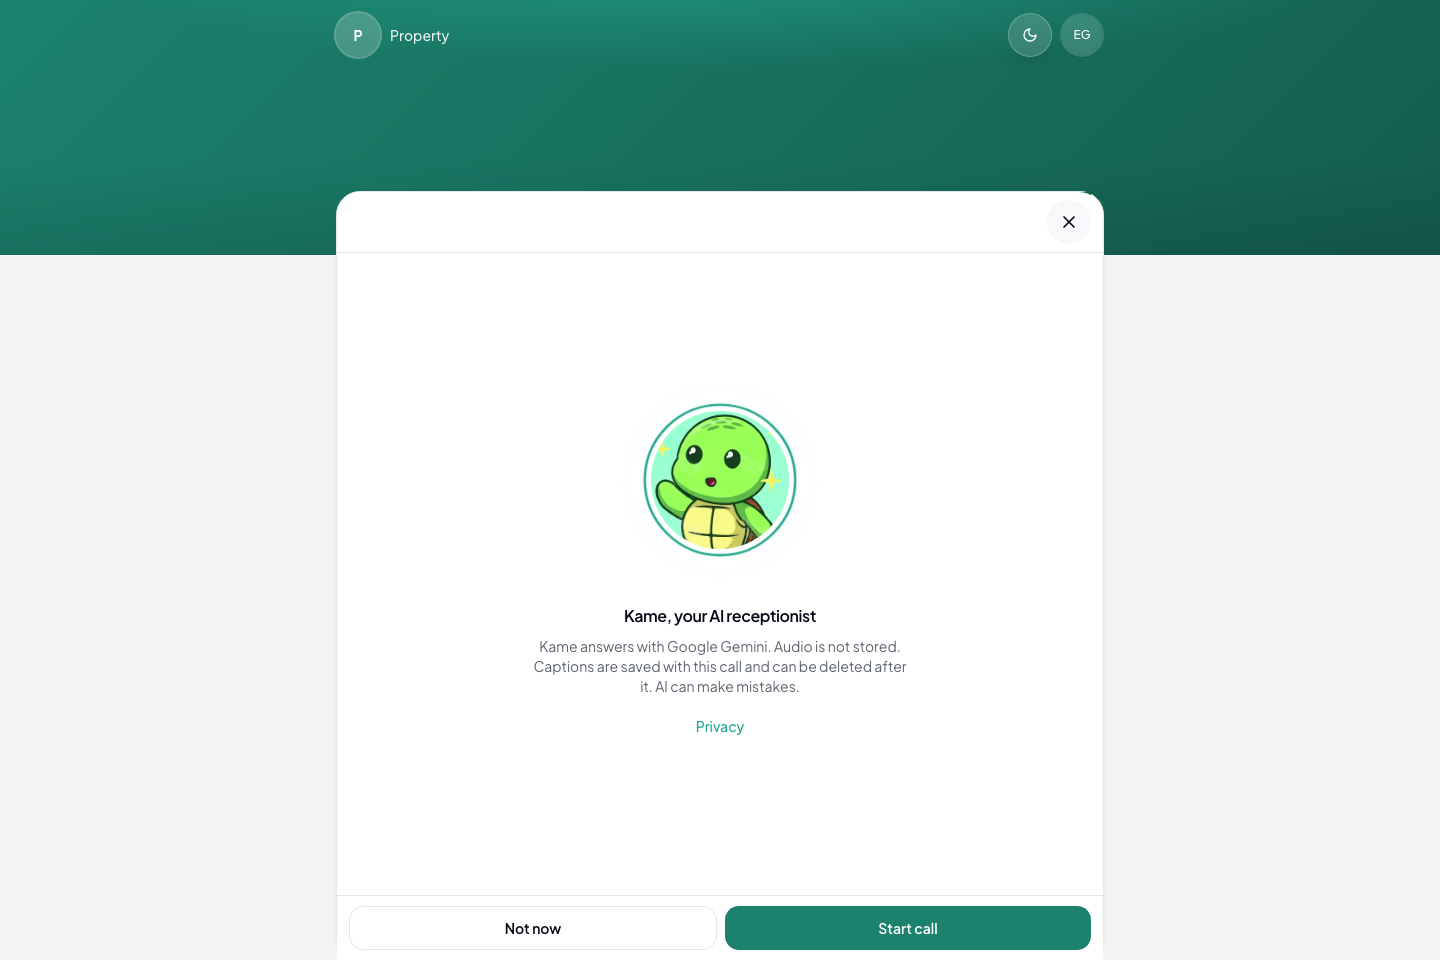 P
Property
EG
Kame, your AI receptionist
Kame answers with Google Gemini. Audio is not stored.
Captions are saved with this call and can be deleted after
it. AI can make mistakes.
Privacy
Not now
Start call